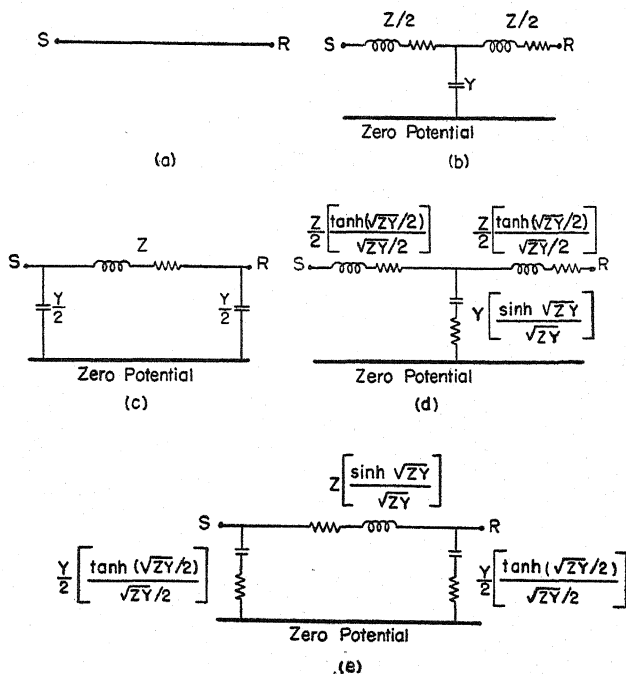 S R
(a)
Z/2 Z/2
S R
Y
Zero Potential
(b)
Z
S R
Y/2 Y/2
Zero Potential
(c)
Z/2 [tanh(√ZY/2) / √ZY/2] Z/2 [tanh(√ZY/2) / √ZY/2]
S R
Y [sinh √ZY / √ZY]
Zero Potential
(d)
Z [sinh √ZY / √ZY]
S R
Y/2 [tanh (√ZY/2) / √ZY/2] Y/2 [tanh (√ZY/2) / √ZY/2]
Zero Potential
(e)